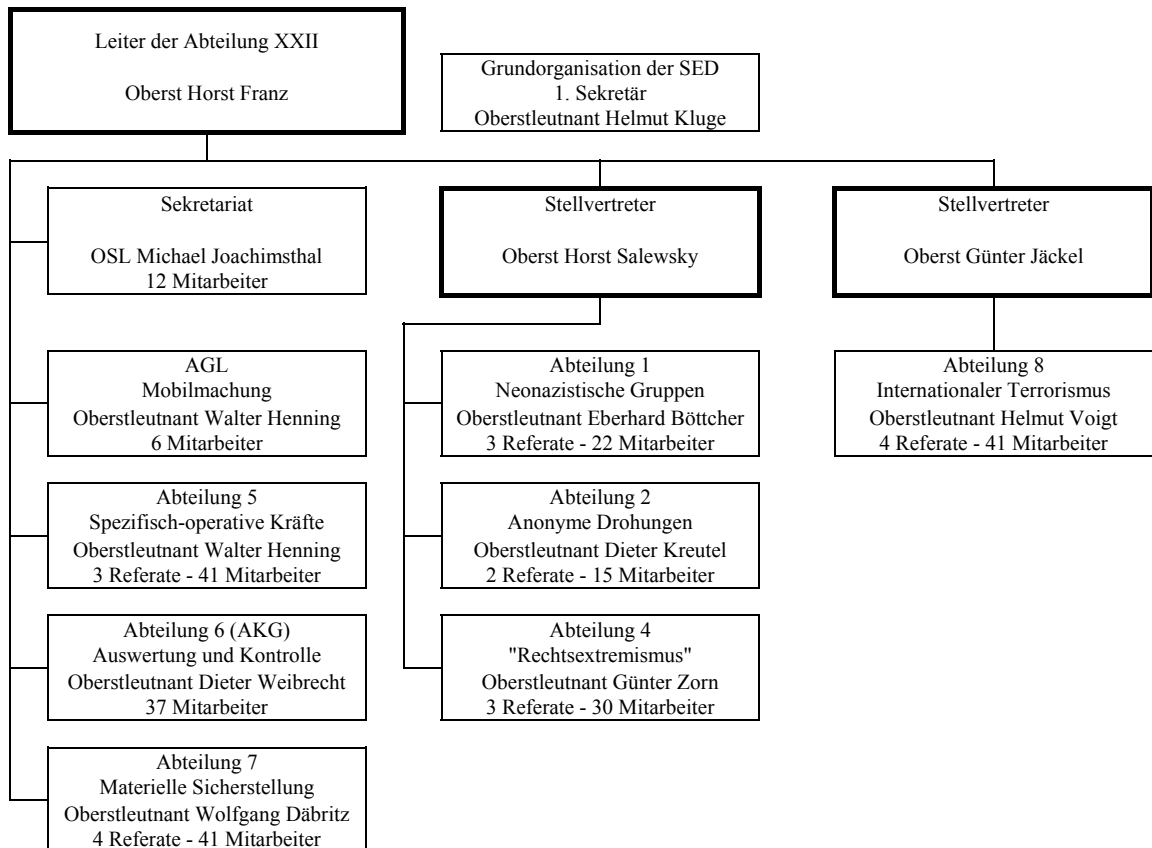 Leiter der Abteilung XXII
Oberst Horst Franz
Grundorganisation der SED
1. Sekretär
Oberstleutnant Helmut Kluge
Sekretariat
OSL Michael Joachimsthal
12 Mitarbeiter
Stellvertreter
Oberst Horst Salewsky
Stellvertreter
Oberst Günter Jäckel
AGL
Mobilmachung
Oberstleutnant Walter Henning
6 Mitarbeiter
Abteilung 1
Neonazistische Gruppen
Oberstleutnant Eberhard Böttcher
3 Referate - 22 Mitarbeiter
Abteilung 8
Internationaler Terrorismus
Oberstleutnant Helmut Voigt
4 Referate - 41 Mitarbeiter
Abteilung 5
Spezifisch-operative Kräfte
Oberstleutnant Walter Henning
3 Referate - 41 Mitarbeiter
Abteilung 2
Anonyme Drohungen
Oberstleutnant Dieter Kreutel
2 Referate - 15 Mitarbeiter
Abteilung 6 (AKG)
Auswertung und Kontrolle
Oberstleutnant Dieter Weibrecht
37 Mitarbeiter
Abteilung 4
"Rechtsextremismus"
Oberstleutnant Günter Zorn
3 Referate - 30 Mitarbeiter
Abteilung 7
Materielle Sicherstellung
Oberstleutnant Wolfgang Däbritz
4 Referate - 41 Mitarbeiter